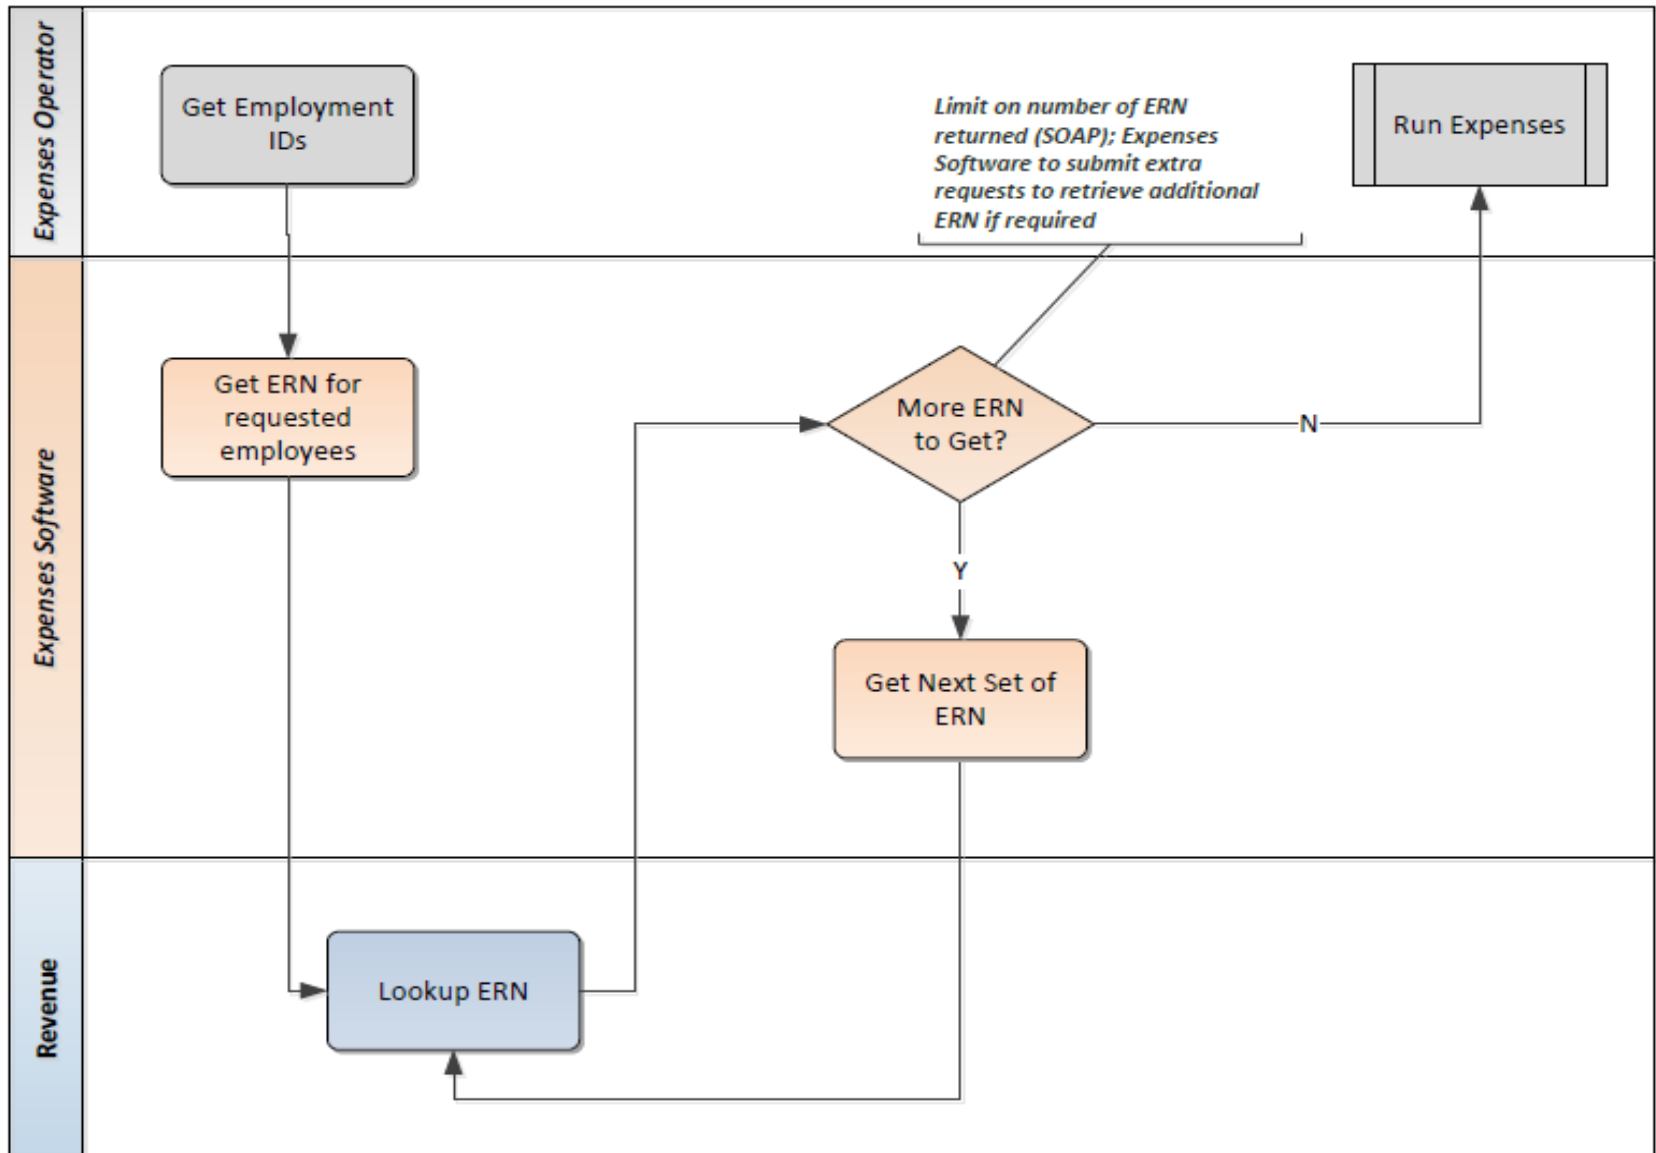 Expenses Operator
Get Employment
IDs
Limit on number of ERN
returned (SOAP); Expenses
Software to submit extra
requests to retrieve additional
ERN if required
Run Expenses
Expenses Software
Get ERN for
requested
employees
More ERN
to Get?
N
Y
Get Next Set of
ERN
Revenue
Lookup ERN